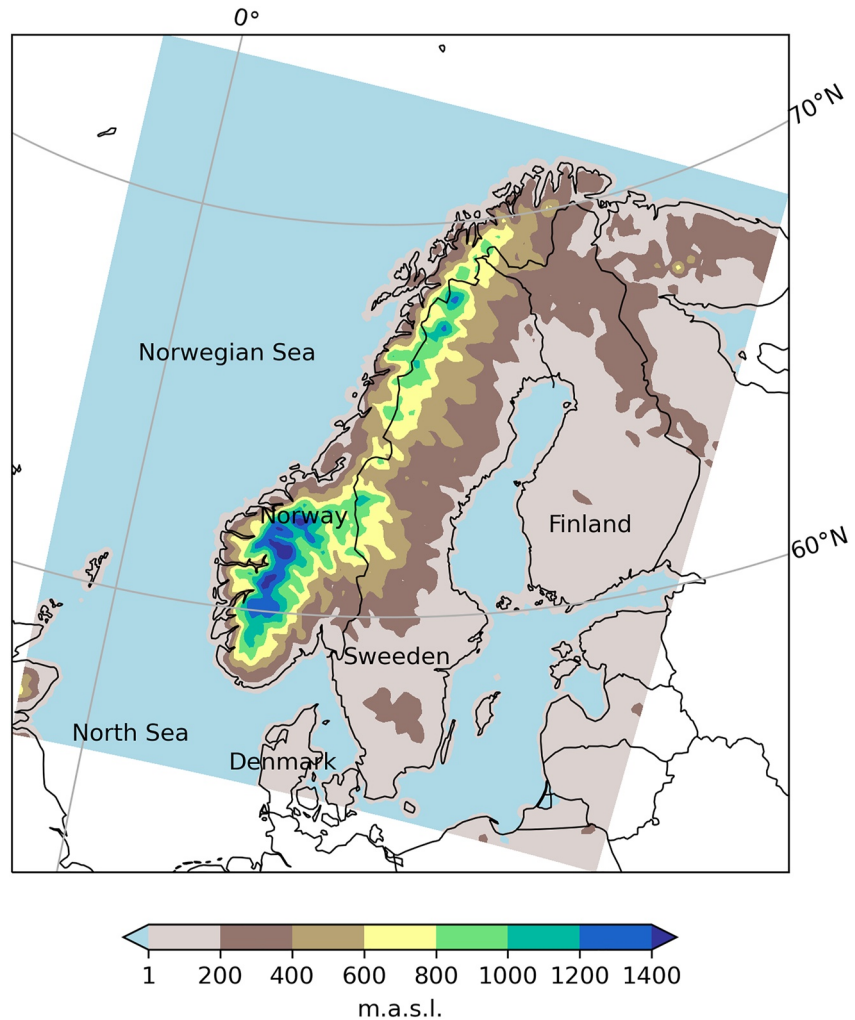 0°
70°N
Norwegian Sea
Norway
Finland
60°N
Sweeden
North Sea
Denmark
1 200 400 600 800 1000 1200 1400
m.a.s.l.